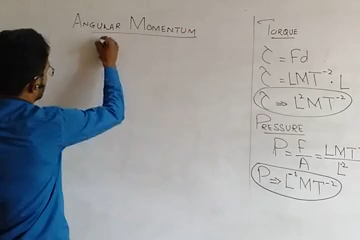 ANGULAR MOMENTUM
TORQUE
τ = Fd
τ = LMT⁻² · L
τ ⇒ L²MT⁻²
PRESSURE
P = F/A = LMT⁻²/L²
P ⇒ L⁻¹MT⁻²